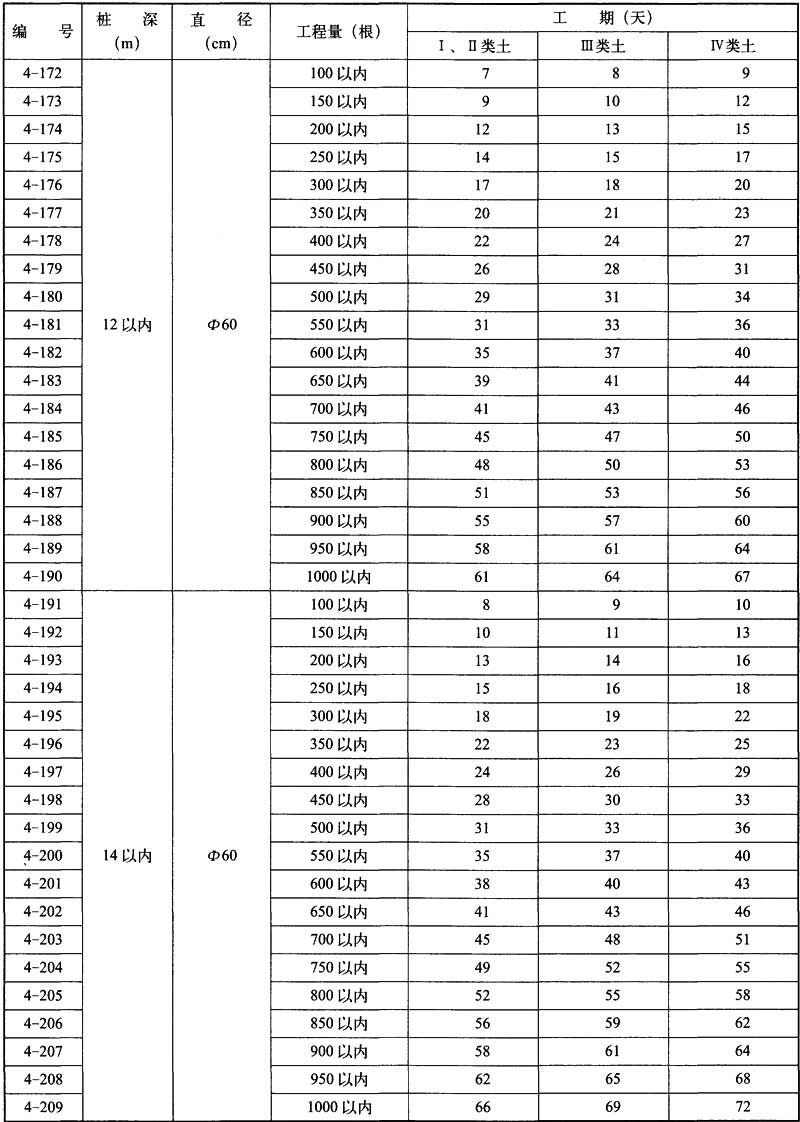 编 号 桩 深 (m) 直 径 (cm) 工程量（根） 工 期（天）
Ⅰ、Ⅱ类土 Ⅲ类土 Ⅳ类土
4-172 100以内 7 8 9
4-173 150以内 9 10 12
4-174 200以内 12 13 15
4-175 250以内 14 15 17
4-176 300以内 17 18 20
4-177 350以内 20 21 23
4-178 400以内 22 24 27
4-179 450以内 26 28 31
4-180 500以内 29 31 34
4-181 12以内 Φ60 550以内 31 33 36
4-182 600以内 35 37 40
4-183 650以内 39 41 44
4-184 700以内 41 43 46
4-185 750以内 45 47 50
4-186 800以内 48 50 53
4-187 850以内 51 53 56
4-188 900以内 55 57 60
4-189 950以内 58 61 64
4-190 1000以内 61 64 67
4-191 100以内 8 9 10
4-192 150以内 10 11 13
4-193 200以内 13 14 16
4-194 250以内 15 16 18
4-195 300以内 18 19 22
4-196 350以内 22 23 25
4-197 400以内 24 26 29
4-198 450以内 28 30 33
4-199 500以内 31 33 36
4-200 14以内 Φ60 550以内 35 37 40
4-201 600以内 38 40 43
4-202 650以内 41 43 46
4-203 700以内 45 48 51
4-204 750以内 49 52 55
4-205 800以内 52 55 58
4-206 850以内 56 59 62
4-207 900以内 58 61 64
4-208 950以内 62 65 68
4-209 1000以内 66 69 72